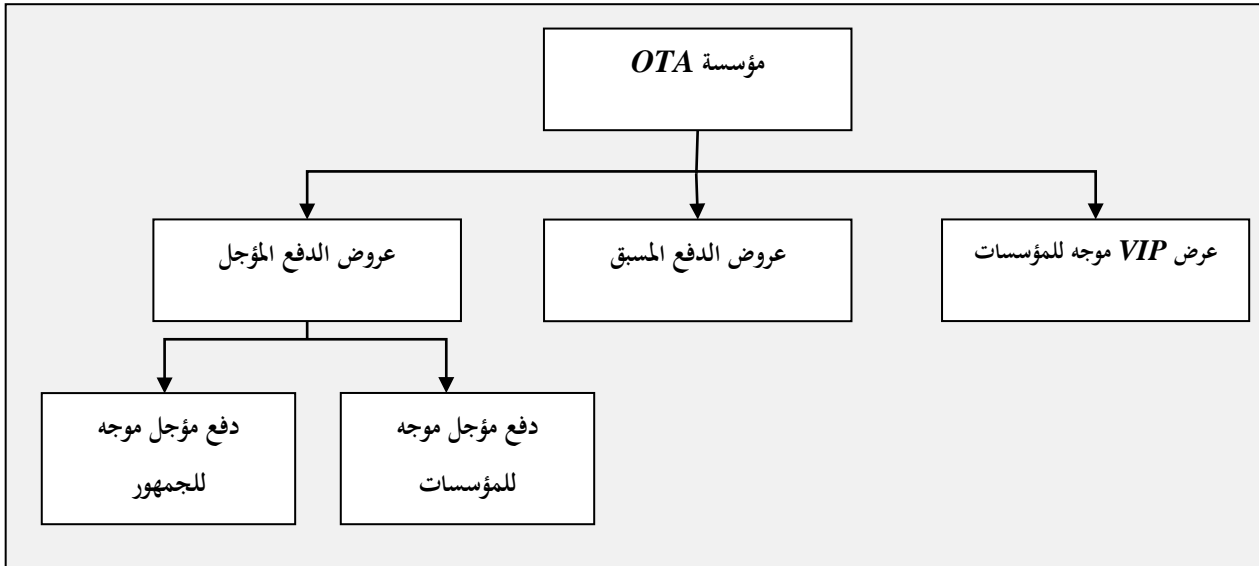 مؤسسة OTA
عرض VIP موجه للمؤسسات
عروض الدفع المسبق
عروض الدفع المؤجل
دفع مؤجل موجه
للمؤسسات
دفع مؤجل موجه
للجمهور